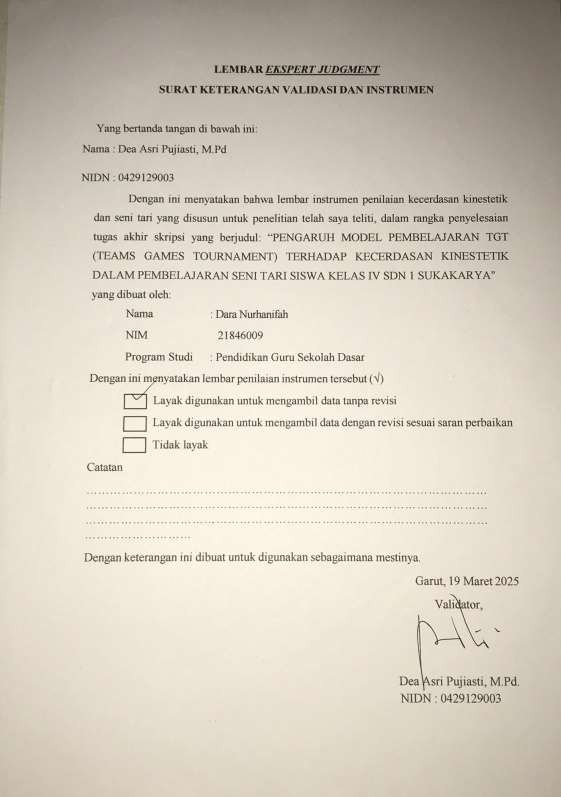 LEMBAR EKSPERT JUDGMENT
SURAT KETERANGAN VALIDASI DAN INSTRUMEN
Yang bertanda tangan di bawah ini:
Nama : Dea Asri Pujiasti, M.Pd
NIDN : 0429129003
Dengan ini menyatakan bahwa lembar instrumen penilaian kecerdasan kinestetik
dan seni tari yang disusun untuk penelitian telah saya teliti, dalam rangka penyelesaian
tugas akhir skripsi yang berjudul: “PENGARUH MODEL PEMBELAJARAN TGT
(TEAMS GAMES TOURNAMENT) TERHADAP KECERDASAN KINESTETIK
DALAM PEMBELAJARAN SENI TARI SISWA KELAS IV SDN 1 SUKAKARYA”
yang dibuat oleh:
Nama : Dara Nurhanifah
NIM 21846009
Program Studi : Pendidikan Guru Sekolah Dasar
Dengan ini menyatakan lembar penilaian instrumen tersebut (√)
Layak digunakan untuk mengambil data tanpa revisi
Layak digunakan untuk mengambil data dengan revisi sesuai saran perbaikan
Tidak layak
Catatan
Dengan keterangan ini dibuat untuk digunakan sebagaimana mestinya.
Garut, 19 Maret 2025
Validator,
Dea Asri Pujiasti, M.Pd.
NIDN : 0429129003